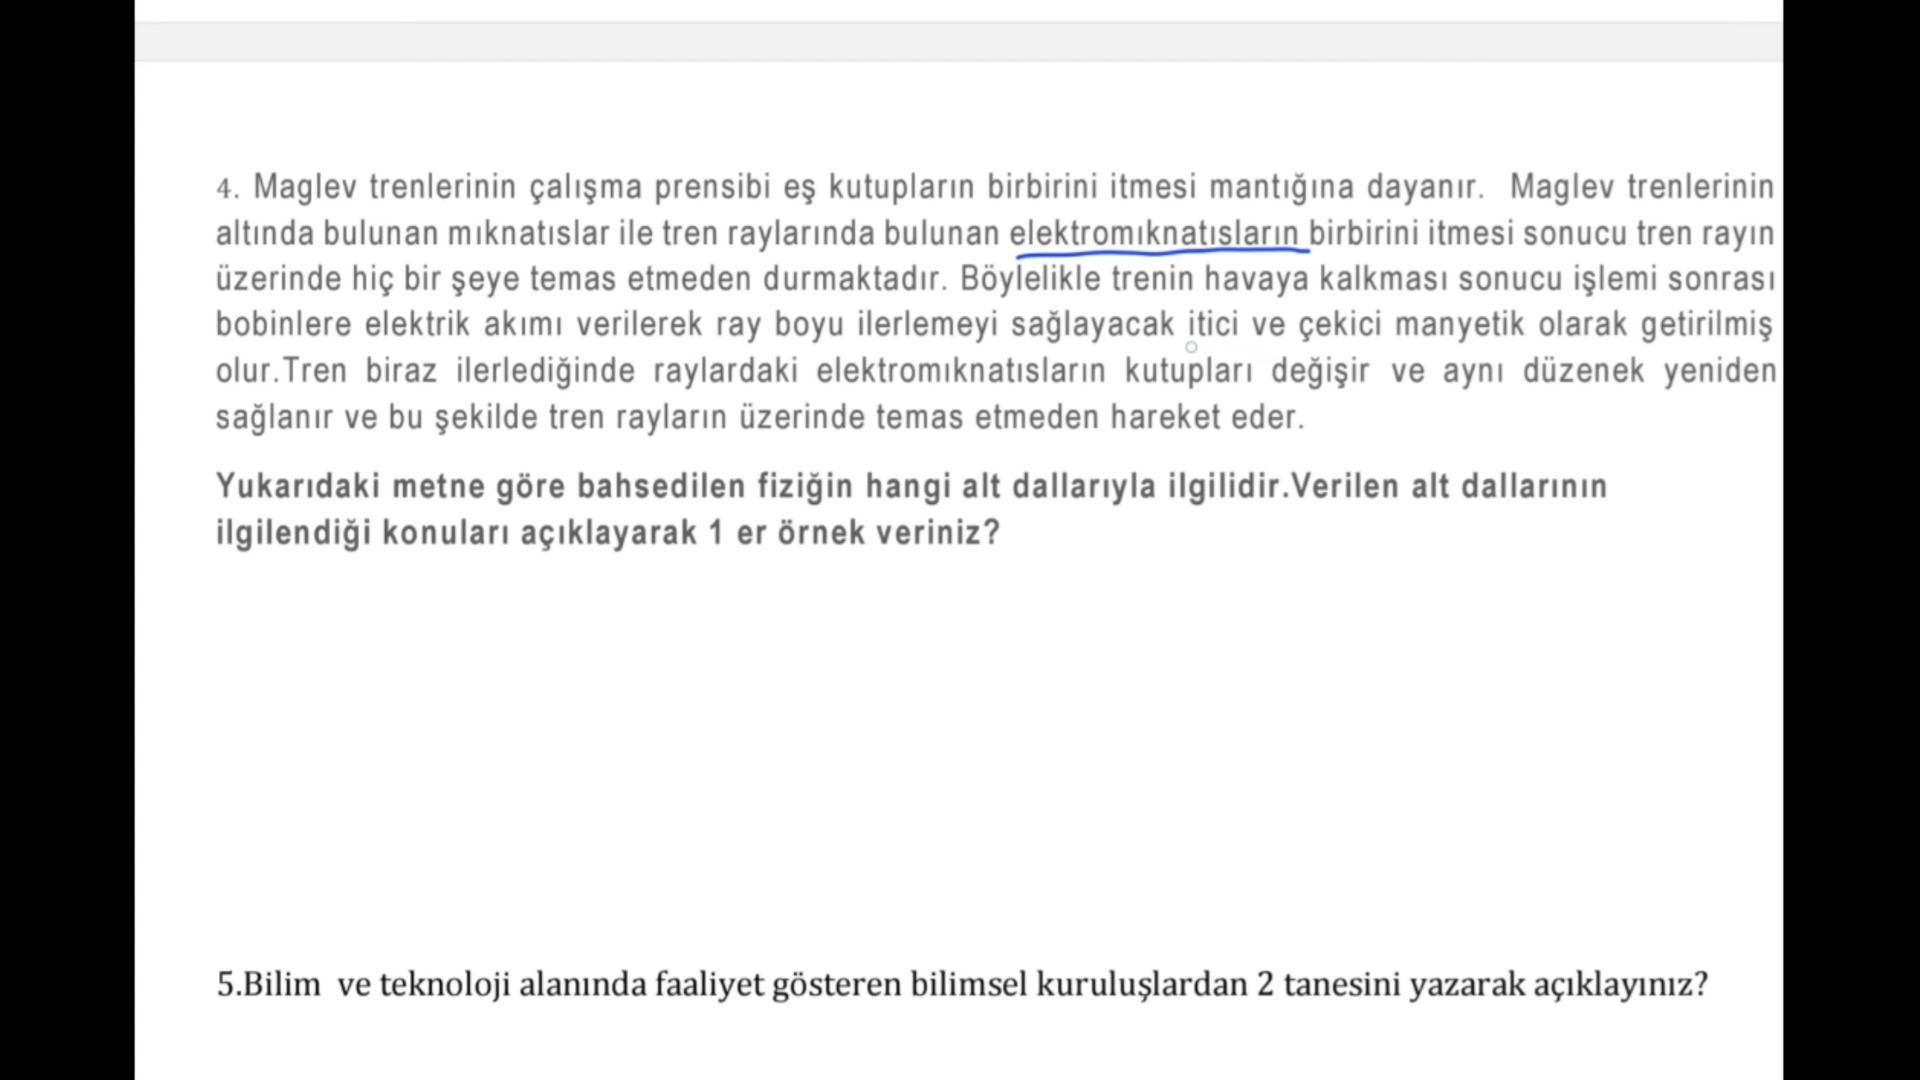 4. Maglev trenlerinin çalışma prensibi eş kutupların birbirini itmesi mantığına dayanır. Maglev trenlerinin
altında bulunan mıknatıslar ile tren raylarında bulunan elektromıknatısların birbirini itmesi sonucu tren rayın
üzerinde hiç bir şeye temas etmeden durmaktadır. Böylelikle trenin havaya kalkması sonucu işlemi sonrası
bobinlere elektrik akımı verilerek ray boyu ilerlemeyi sağlayacak itici ve çekici manyetik olarak getirilmiş
olur.Tren biraz ilerlediğinde raylardaki elektromıknatısların kutupları değişir ve aynı düzenek yeniden
sağlanır ve bu şekilde tren rayların üzerinde temas etmeden hareket eder.
Yukarıdaki metne göre bahsedilen fiziğin hangi alt dallarıyla ilgilidir.Verilen alt dallarının
ilgilendiği konuları açıklayarak 1 er örnek veriniz?
5.Bilim ve teknoloji alanında faaliyet gösteren bilimsel kuruluşlardan 2 tanesini yazarak açıklayınız?